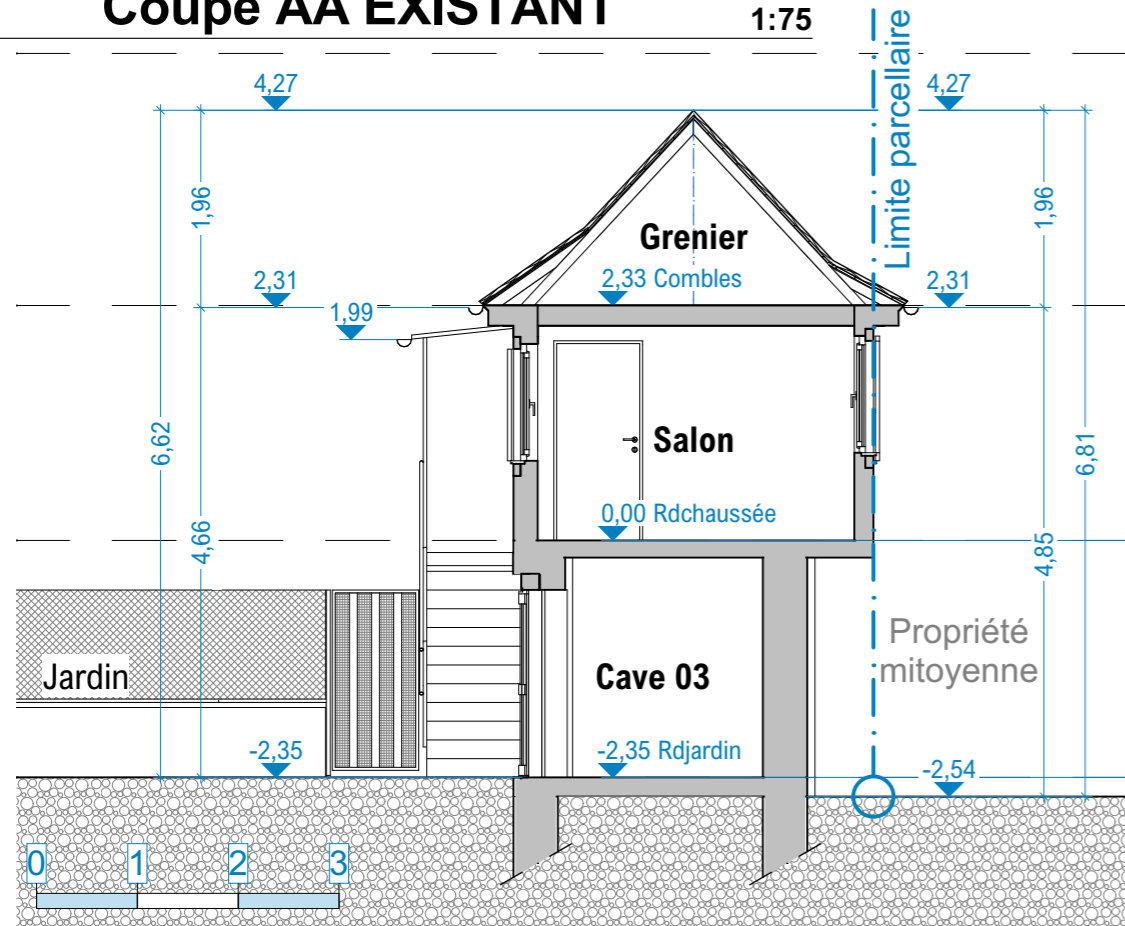 Coupe AA EXISTANT
1:75
Limite parcellaire
4,27
4,27
1,96
1,96
Grenier
2,33 Combles
2,31
2,31
1,99
6,62
4,66
Salon
0,00 Rdchaussée
6,81
4,85
Propriété
mitoyenne
Jardin
Cave 03
-2,35
-2,35 Rdjardin
-2,54
0 1 2 3